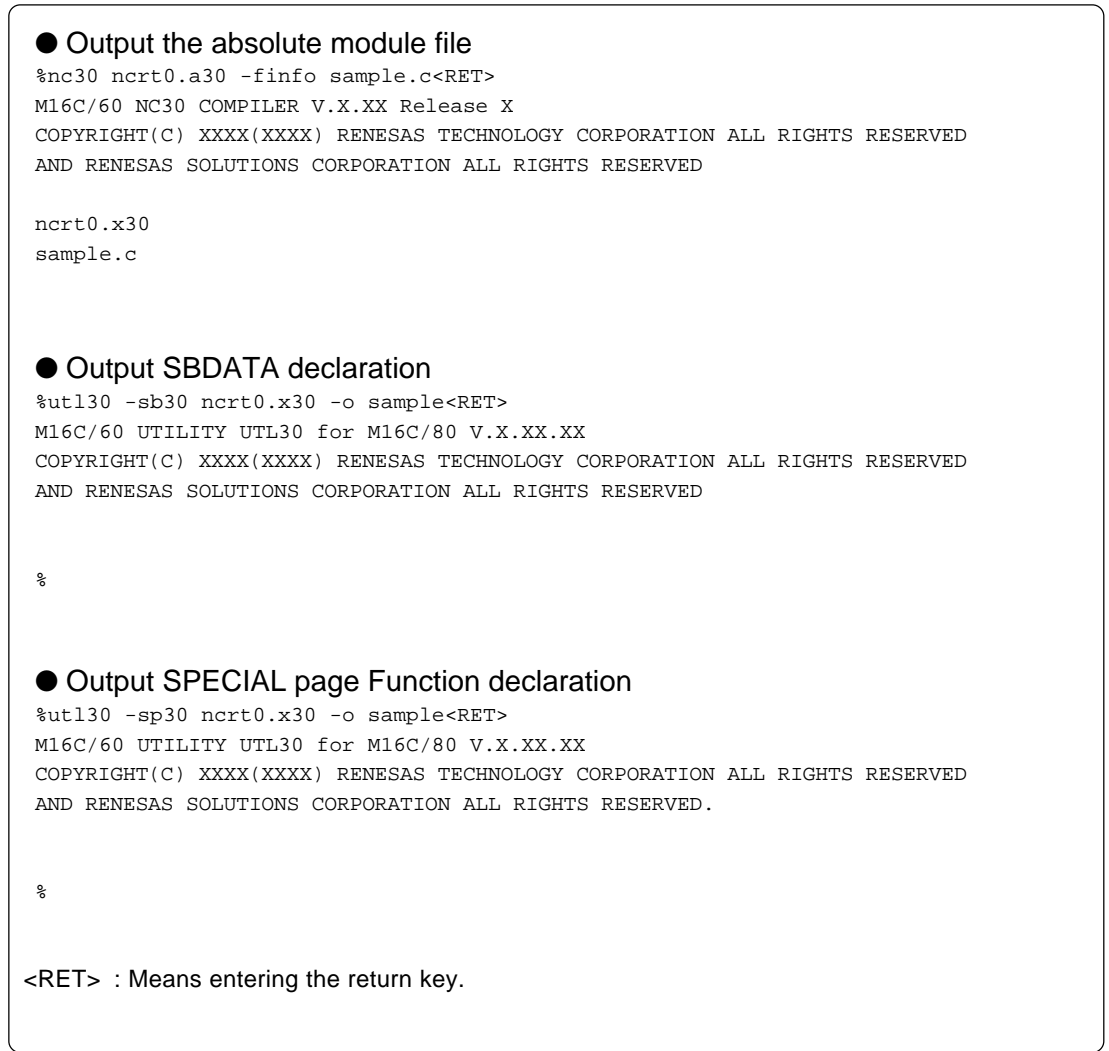 ● Output the absolute module file
%nc30 ncrt0.a30 -finfo sample.c<RET>
M16C/60 NC30 COMPILER V.X.XX Release X
COPYRIGHT(C) XXXX(XXXX) RENESAS TECHNOLOGY CORPORATION ALL RIGHTS RESERVED
AND RENESAS SOLUTIONS CORPORATION ALL RIGHTS RESERVED
ncrt0.x30
sample.c
● Output SBDATA declaration
%utl30 -sb30 ncrt0.x30 -o sample<RET>
M16C/60 UTILITY UTL30 for M16C/80 V.X.XX.XX
COPYRIGHT(C) XXXX(XXXX) RENESAS TECHNOLOGY CORPORATION ALL RIGHTS RESERVED
AND RENESAS SOLUTIONS CORPORATION ALL RIGHTS RESERVED
%
● Output SPECIAL page Function declaration
%utl30 -sp30 ncrt0.x30 -o sample<RET>
M16C/60 UTILITY UTL30 for M16C/80 V.X.XX.XX
COPYRIGHT(C) XXXX(XXXX) RENESAS TECHNOLOGY CORPORATION ALL RIGHTS RESERVED
AND RENESAS SOLUTIONS CORPORATION ALL RIGHTS RESERVED.
%
<RET> : Means entering the return key.